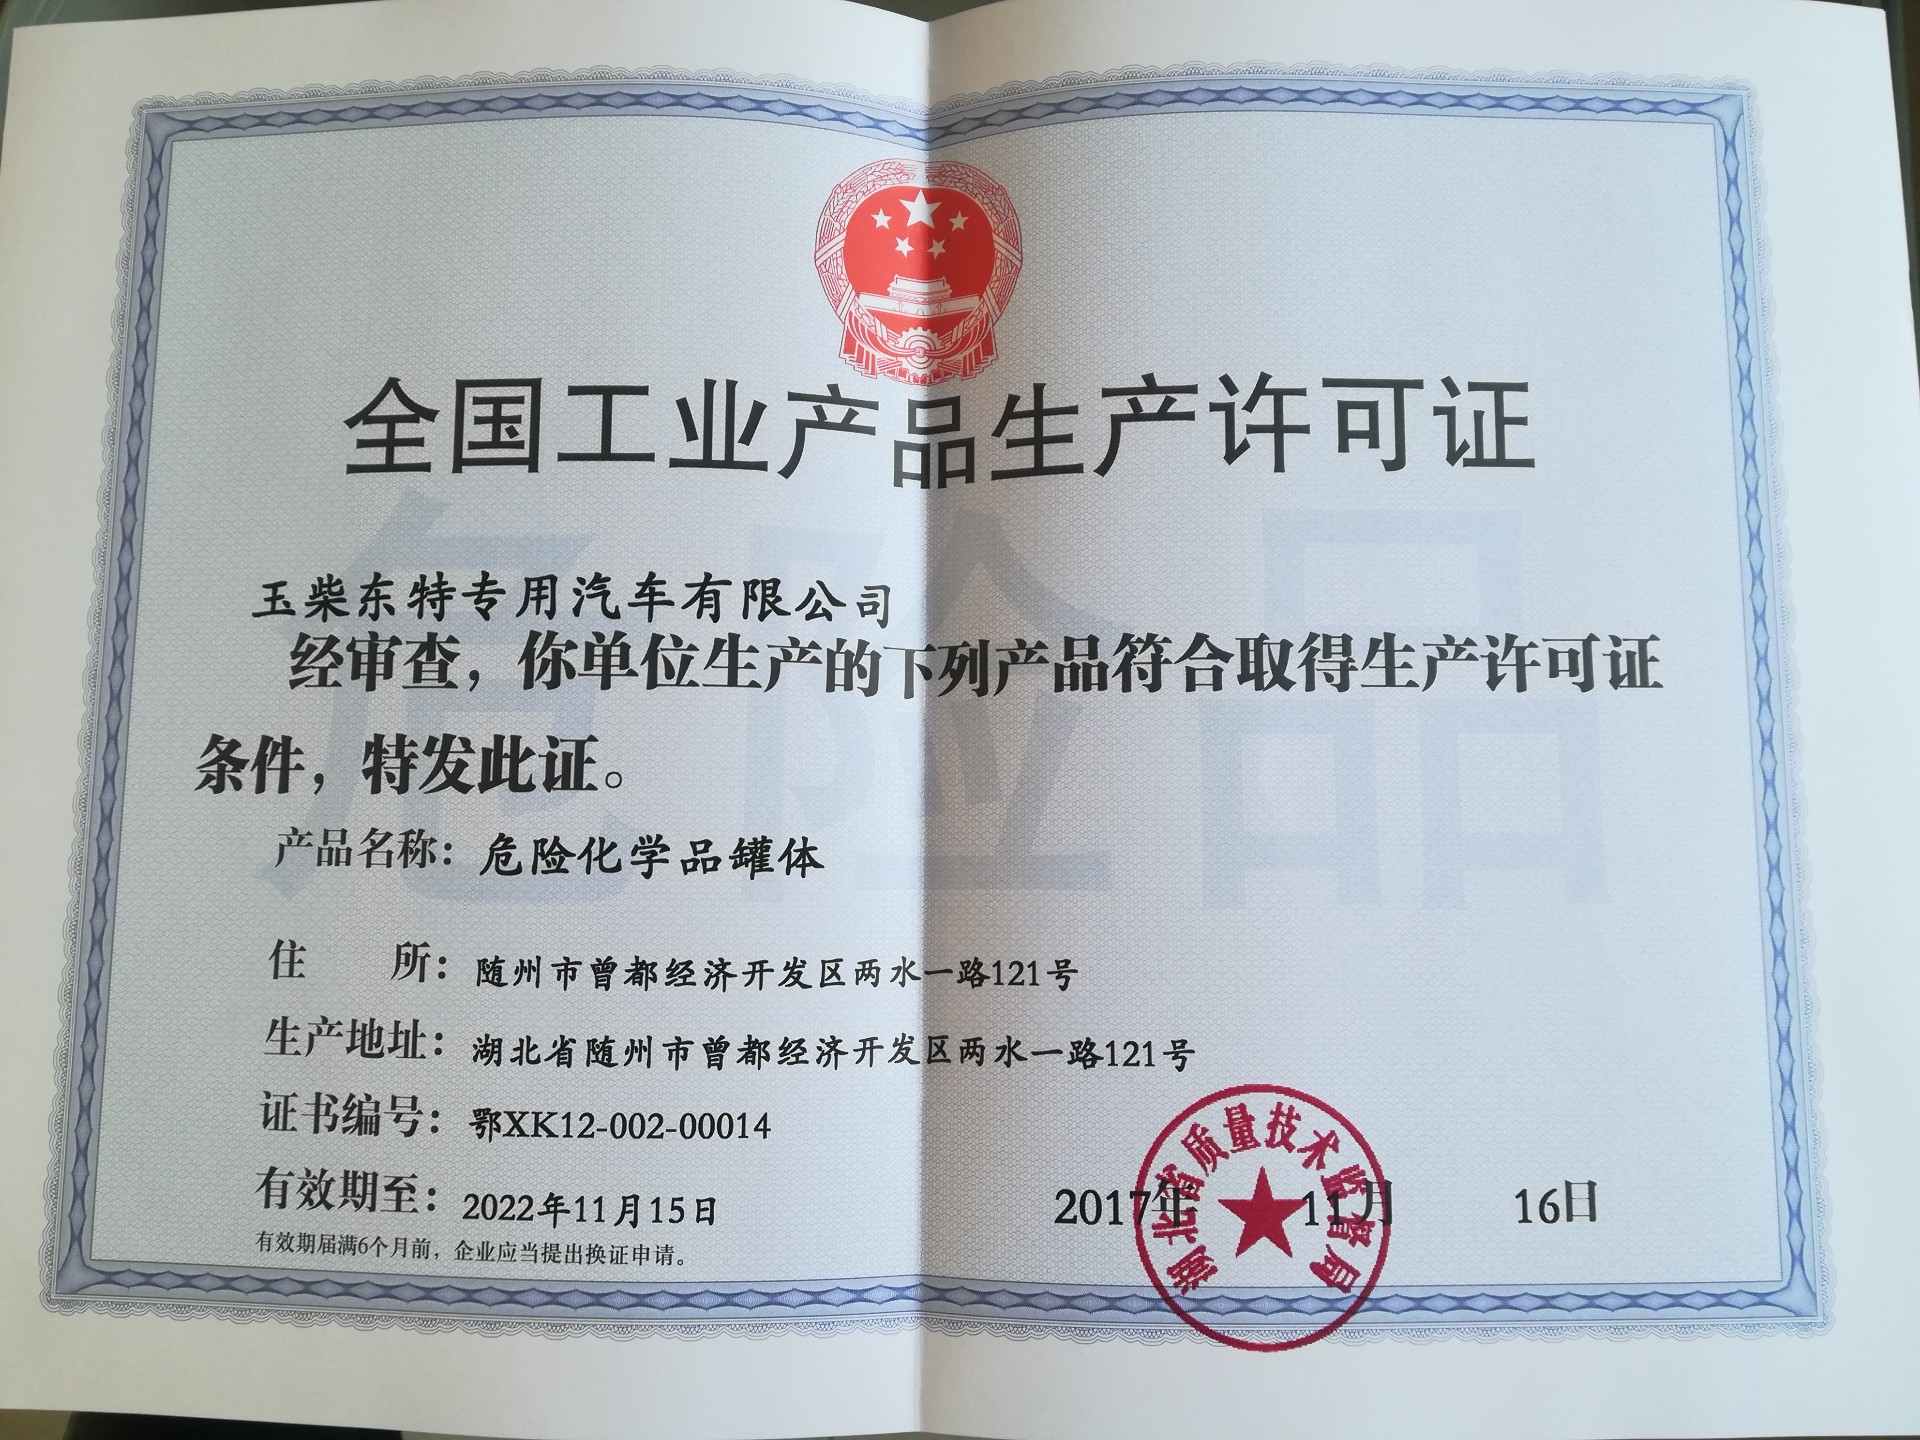 全国工业产品生产许可证
危险品
玉柴东特专用汽车有限公司
经审查，你单位生产的下列产品符合取得生产许可证
条件，特发此证。
产品名称：危险化学品罐体
住 所：随州市曾都经济开发区两水一路121号
生产地址：湖北省随州市曾都经济开发区两水一路121号
证书编号：鄂XK12-002-00014
有效期至：2022年11月15日
2017年 11月 16日
有效期届满6个月前，企业应当提出换证申请。
湖北省质量技术监督局